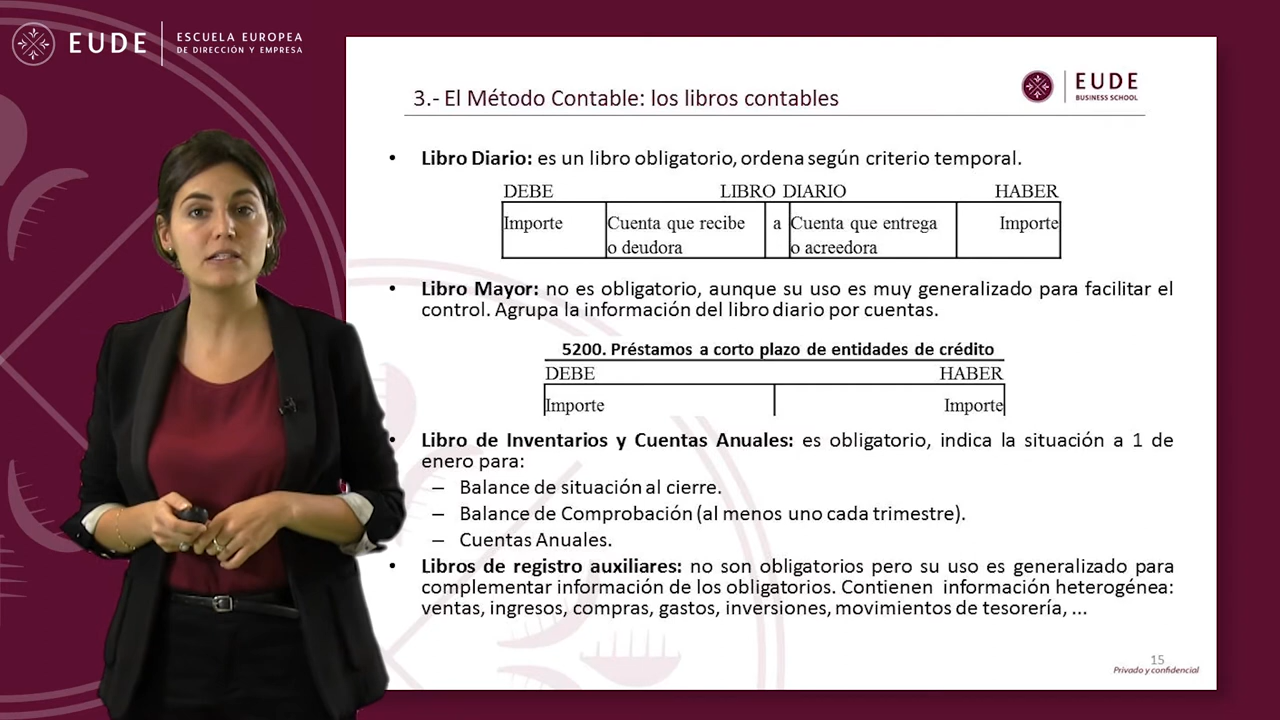 EUDE
ESCUELA EUROPEA
DE DIRECCIÓN Y EMPRESA
3.- El Método Contable: los libros contables
EUDE
BUSINESS SCHOOL
• Libro Diario: es un libro obligatorio, ordena según criterio temporal.
DEBE LIBRO DIARIO HABER
Importe Cuenta que recibe a Cuenta que entrega Importe
o deudora o acreedora
• Libro Mayor: no es obligatorio, aunque su uso es muy generalizado para facilitar el
control. Agrupa la información del libro diario por cuentas.
5200. Préstamos a corto plazo de entidades de crédito
DEBE HABER
Importe Importe
• Libro de Inventarios y Cuentas Anuales: es obligatorio, indica la situación a 1 de
enero para:
– Balance de situación al cierre.
– Balance de Comprobación (al menos uno cada trimestre).
– Cuentas Anuales.
• Libros de registro auxiliares: no son obligatorios pero su uso es generalizado para
complementar información de los obligatorios. Contienen información heterogénea:
ventas, ingresos, compras, gastos, inversiones, movimientos de tesorería, ...
15
Privado y confidencial